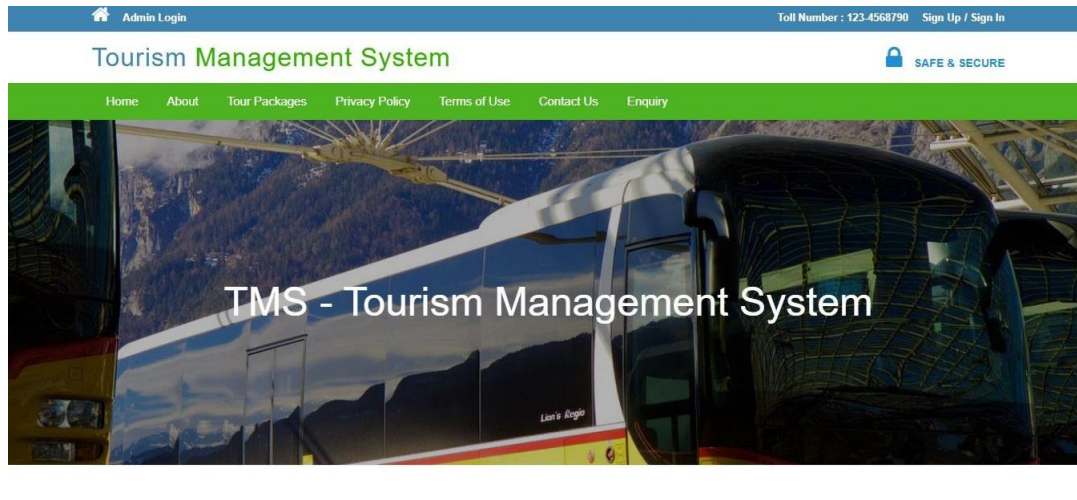 Admin Login
Toll Number : 123-4568790 Sign Up / Sign In
Tourism Management System
SAFE & SECURE
Home About Tour Packages Privacy Policy Terms of Use Contact Us Enquiry
TMS - Tourism Management System
Lion's Regio